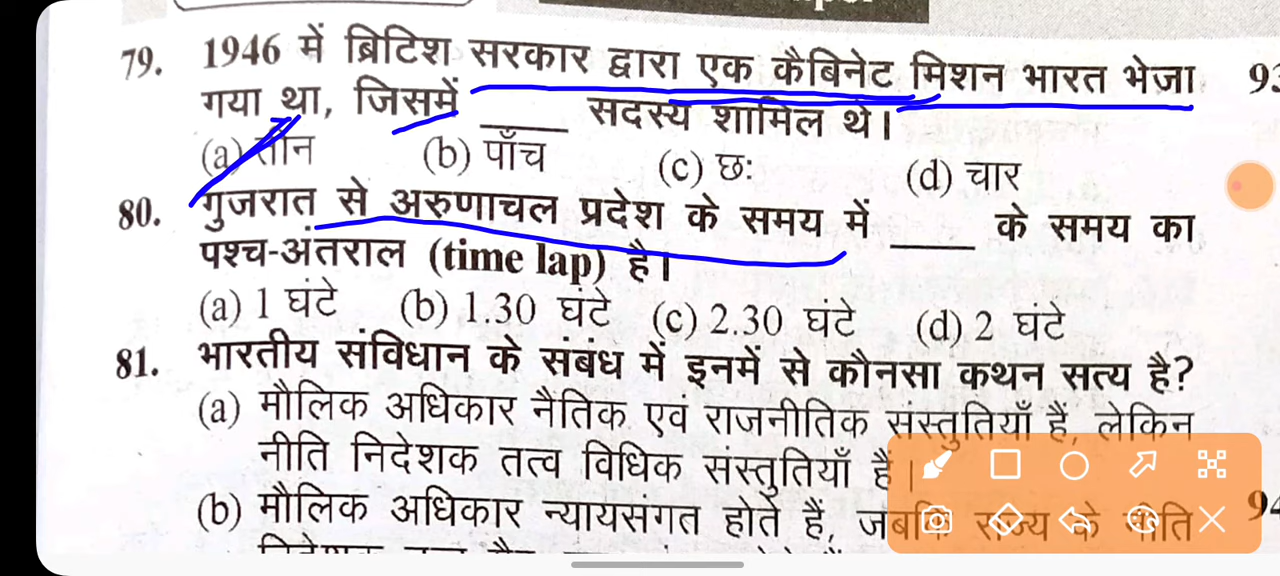 79. 1946 में ब्रिटिश सरकार द्वारा एक कैबिनेट मिशन भारत भेजा
गया था, जिसमें ____ सदस्य शामिल थे।
(a) तीन (b) पाँच (c) छः (d) चार
80. गुजरात से अरुणाचल प्रदेश के समय में ____ के समय का
पश्च-अंतराल (time lap) है।
(a) 1 घंटे (b) 1.30 घंटे (c) 2.30 घंटे (d) 2 घंटे
81. भारतीय संविधान के संबंध में इनमें से कौनसा कथन सत्य है?
(a) मौलिक अधिकार नैतिक एवं राजनीतिक संस्तुतियाँ हैं, लेकिन
नीति निदेशक तत्व विधिक संस्तुतियाँ हैं।
(b) मौलिक अधिकार न्यायसंगत होते हैं, जबकि राज्य के नीति